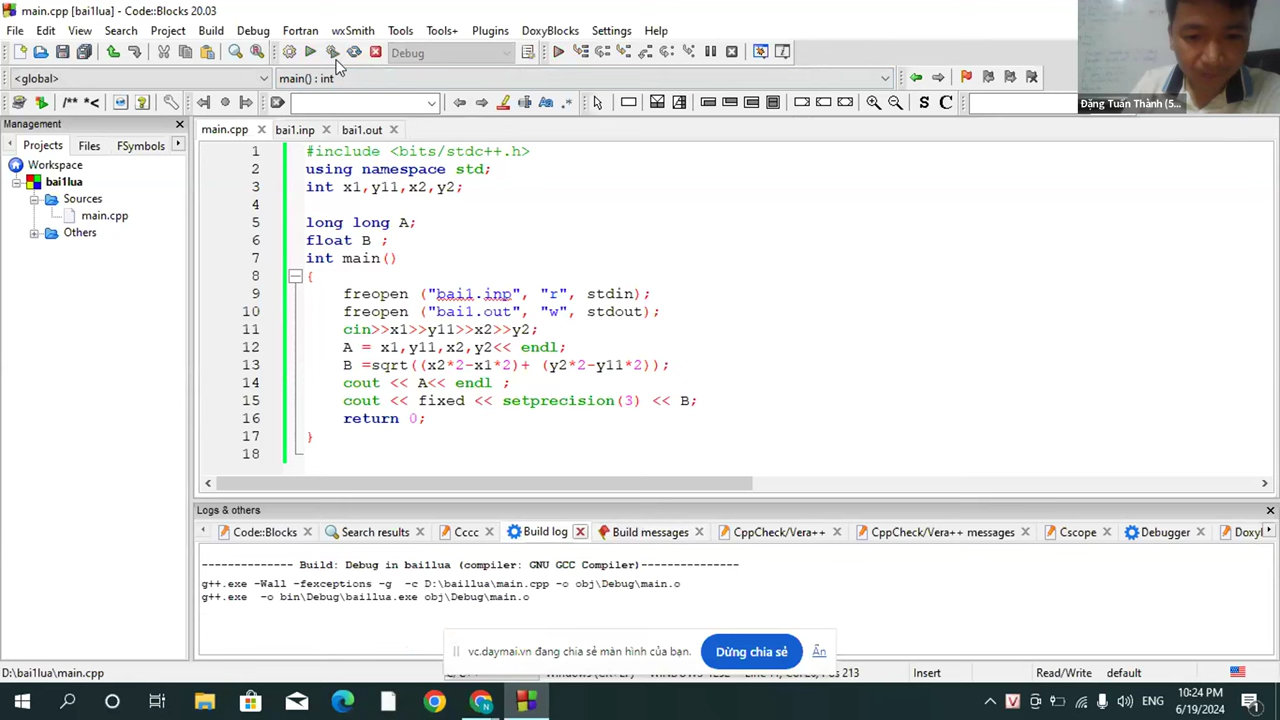 main.cpp [bai1lua] - Code::Blocks 20.03
File Edit View Search Project Build Debug Fortran wxSmith Tools Tools+ Plugins DoxyBlocks Settings Help
Debug
<global>
main() : int
/** *<
Aa
.*
S C
Đặng Tuấn Thành (5...
Management
Projects Files FSymbols
Workspace
bai1lua
Sources
main.cpp
Others
main.cpp bai1.inp bai1.out
1 #include <bits/stdc++.h>
2 using namespace std;
3 int x1,y11,x2,y2;
4
5 long long A;
6 float B ;
7 int main()
8 {
9 freopen ("bai1.inp", "r", stdin);
10 freopen ("bai1.out", "w", stdout);
11 cin>>x1>>y11>>x2>>y2;
12 A = x1,y11,x2,y2<< endl;
13 B =sqrt((x2*2-x1*2)+ (y2*2-y11*2));
14 cout << A<< endl ;
15 cout << fixed << setprecision(3) << B;
16 return 0;
17 }
18
Logs & others
Code::Blocks Search results Cccc Build log Build messages CppCheck/Vera++ CppCheck/Vera++ messages Cscope Debugger Doxy
-------------- Build: Debug in bai1lua (compiler: GNU GCC Compiler)---------------
g++.exe -Wall -fexceptions -g -c D:\bai1lua\main.cpp -o obj\Debug\main.o
g++.exe -o bin\Debug\bai1lua.exe obj\Debug\main.o
vc.daymai.vn đang chia sẻ màn hình của bạn.
Dừng chia sẻ
Ẩn
D:\bai1lua\main.cpp
Insert
Read/Write
default
ENG
10:24 PM
6/19/2024